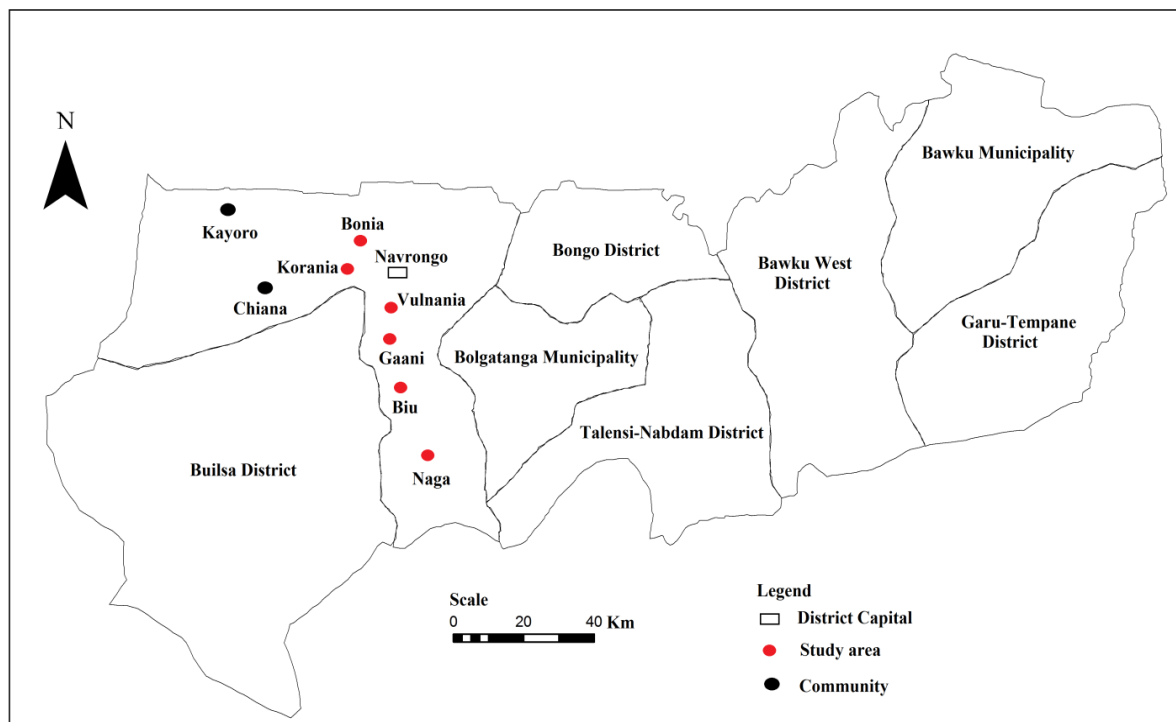 N
Kayoro
Bonia
Korania
Navrongo
Chiana
Vulnania
Gaani
Biu
Naga
Builsa District
Bongo District
Bolgatanga Municipality
Talensi-Nabdam District
Bawku West
District
Bawku Municipality
Garu-Tempane
District
Scale
0 20 40 Km
Legend
District Capital
Study area
Community